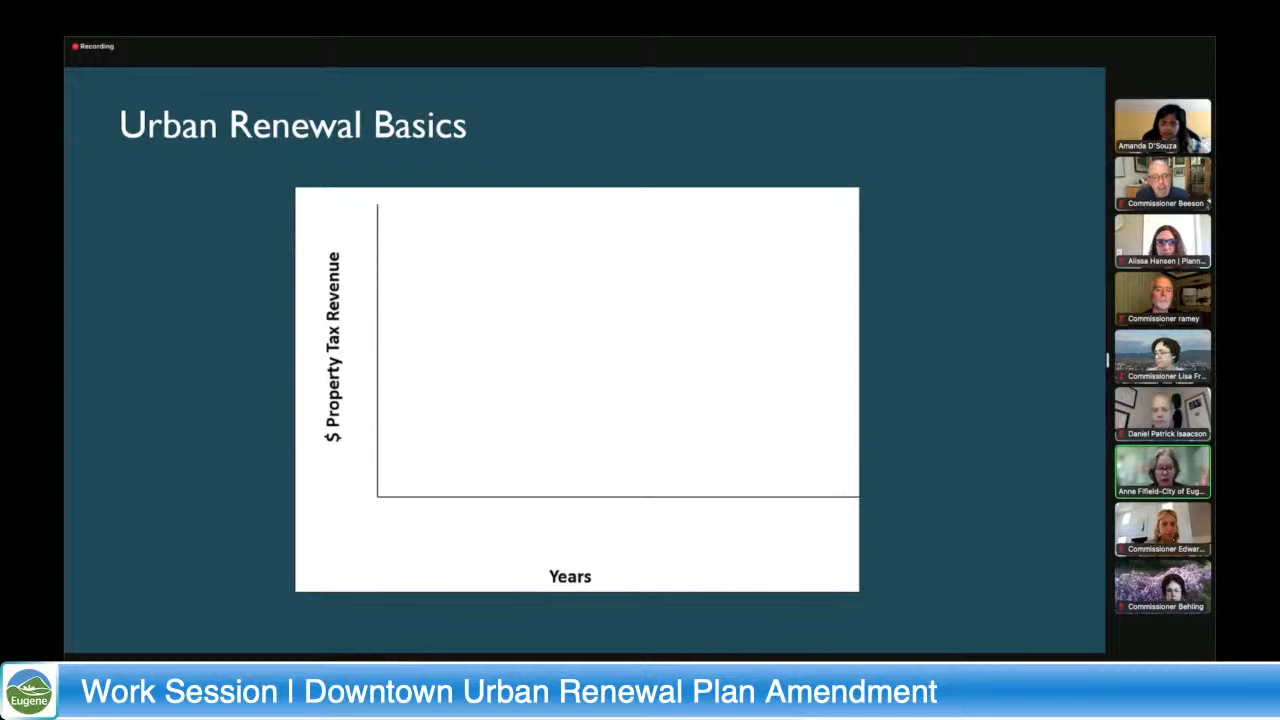 Recording
Urban Renewal Basics
$ Property Tax Revenue
Years
Amanda D'Souza
Commissioner Beeson
Alissa Hansen | Plann...
Commissioner ramey
Commissioner Lisa Fr...
Daniel Patrick Isaacson
Anne Fifield-City of Eug...
Commissioner Edwar...
Commissioner Behling
Eugene
Work Session | Downtown Urban Renewal Plan Amendment